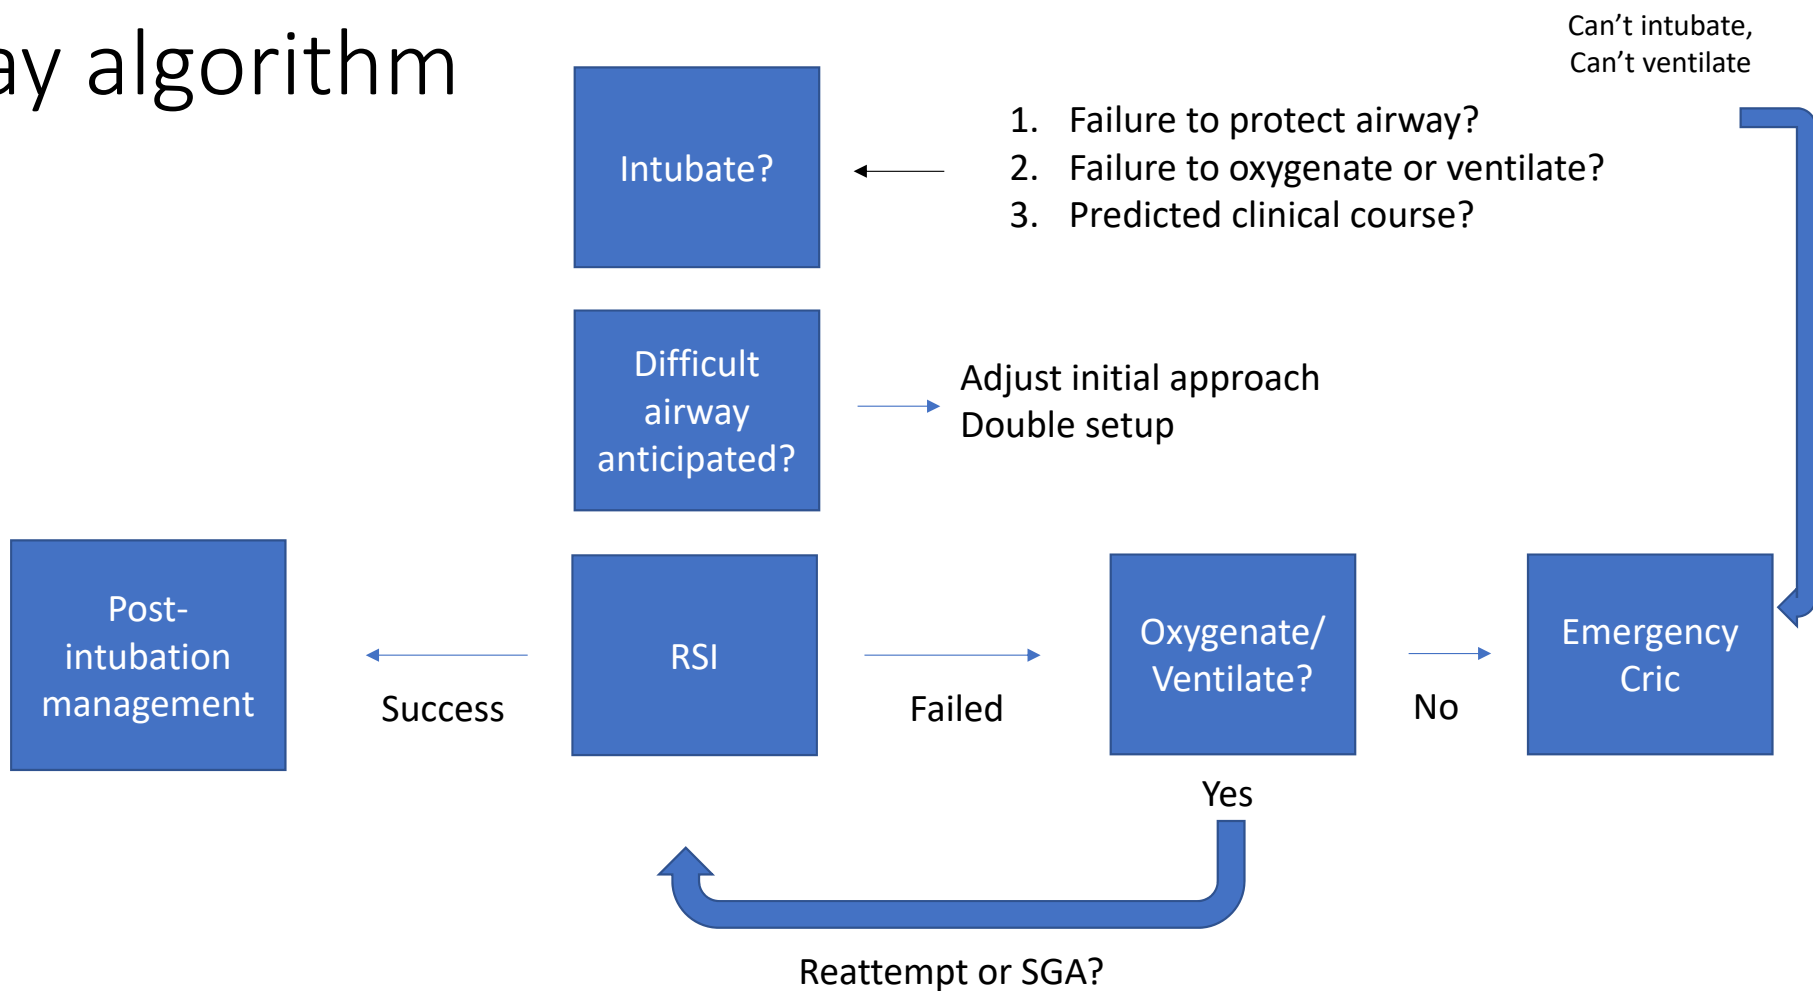 ay algorithm
Can't intubate,
Can't ventilate
Intubate?
1. Failure to protect airway?
2. Failure to oxygenate or ventilate?
3. Predicted clinical course?
Difficult
airway
anticipated?
Adjust initial approach
Double setup
Post-
intubation
management
Success
RSI
Failed
Oxygenate/
Ventilate?
No
Emergency
Cric
Yes
Reattempt or SGA?